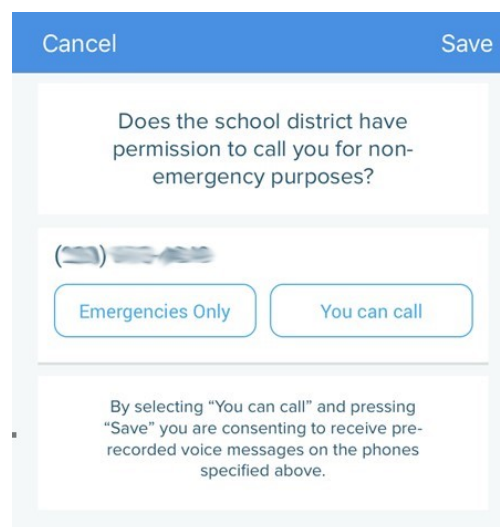 Cancel Save
Does the school district have
permission to call you for non-
emergency purposes?
Emergencies Only You can call
By selecting “You can call” and pressing
“Save” you are consenting to receive pre-
recorded voice messages on the phones
specified above.